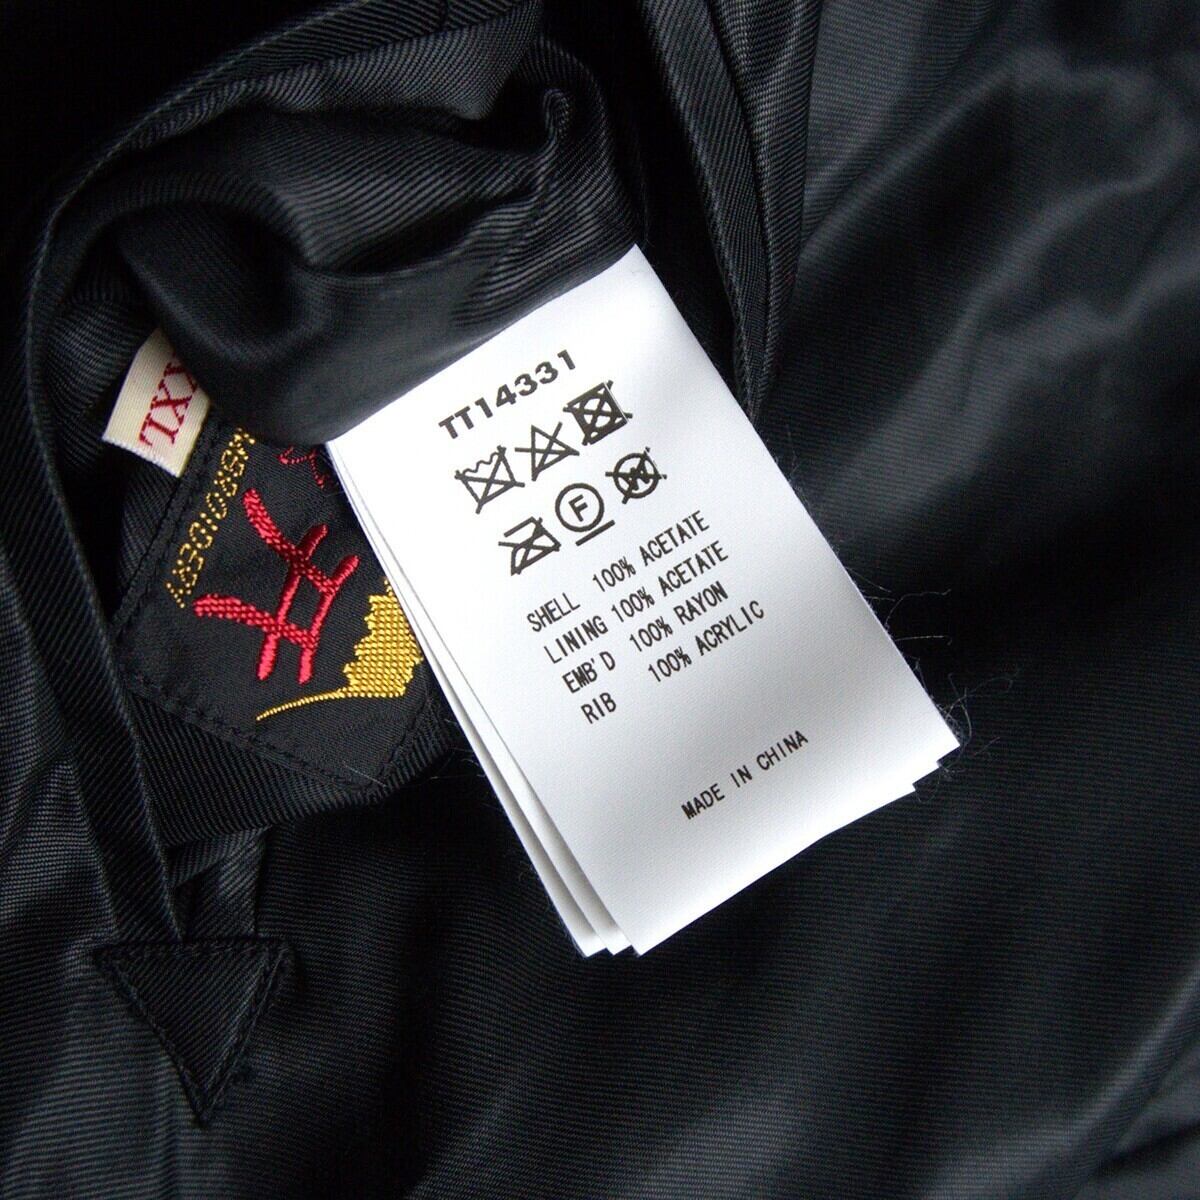 TT14331
F
W
SHELL 100% ACETATE
LINING 100% ACETATE
EMB'D 100% RAYON
RIB 100% ACRYLIC
MADE IN CHINA
XXL